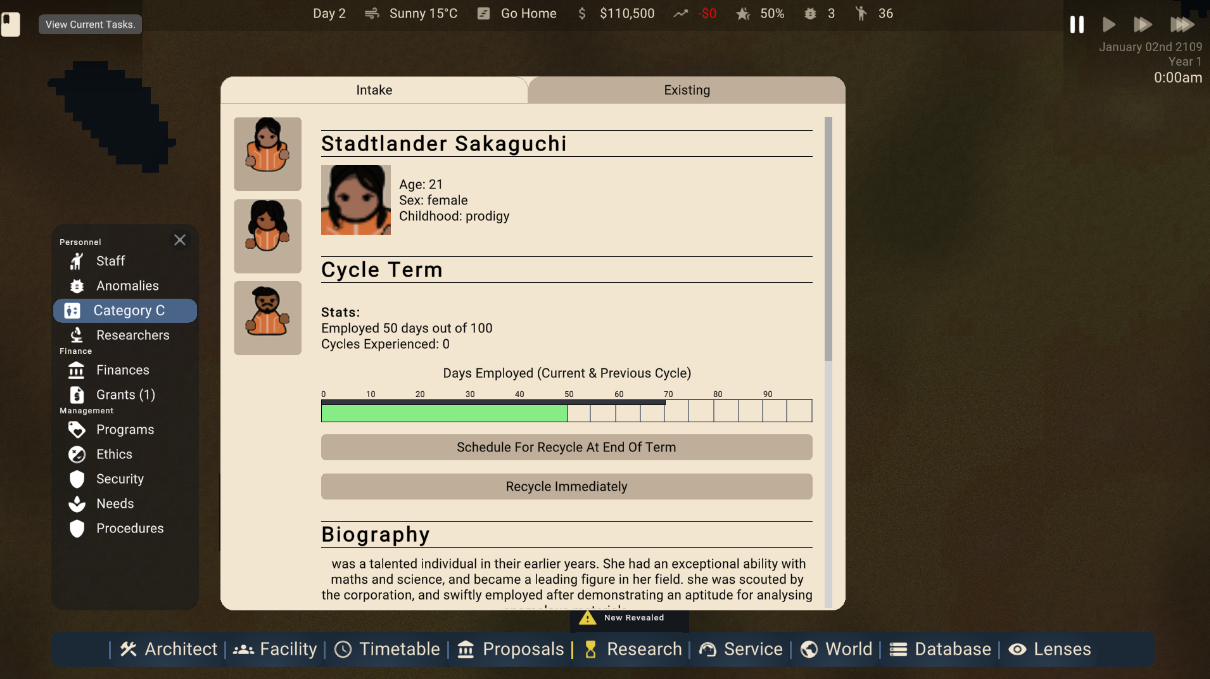 View Current Tasks.
Day 2 Sunny 15°C Go Home $ $110,500 -$0 50% 3 36
January 02nd 2109
Year 1
0:00am
Intake Existing
Stadtlander Sakaguchi
Age: 21
Sex: female
Childhood: prodigy
Cycle Term
Stats:
Employed 50 days out of 100
Cycles Experienced: 0
Days Employed (Current & Previous Cycle)
0 10 20 30 40 50 60 70 80 90
Schedule For Recycle At End Of Term
Recycle Immediately
Biography
was a talented individual in their earlier years. She had an exceptional ability with
maths and science, and became a leading figure in her field. she was scouted by
the corporation, and swiftly employed after demonstrating an aptitude for analysing
Personnel
Staff
Anomalies
Category C
Researchers
Finance
Finances
Grants (1)
Management
Programs
Ethics
Security
Needs
Procedures
New Revealed
Architect Facility Timetable Proposals Research Service World Database Lenses